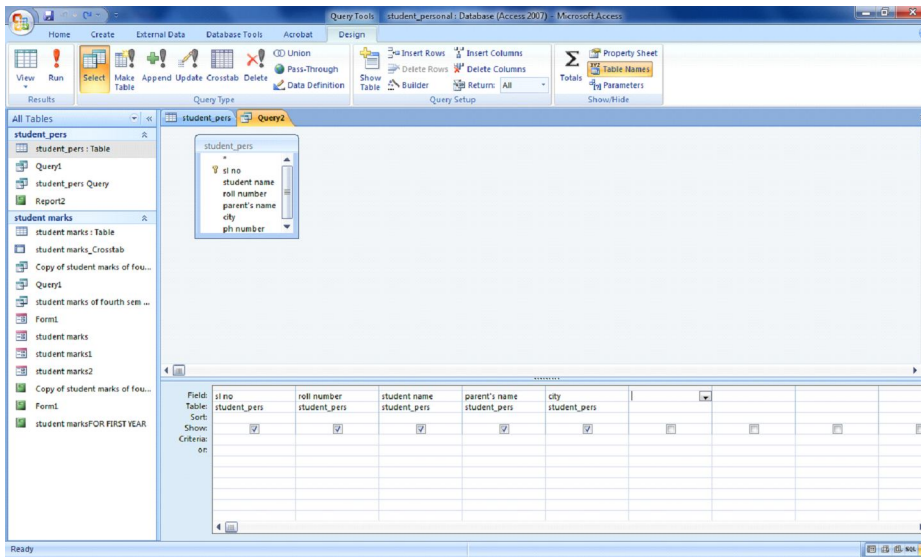 Query Tools student_personal : Database (Access 2007) - Microsoft Access
Home Create External Data Database Tools Acrobat Design
View Run Select Make Table Append Update Crosstab Delete
Union
Pass-Through
Data Definition
Show Table
Insert Rows
Delete Rows
Builder
Insert Columns
Delete Columns
Return: All
Totals
Property Sheet
Table Names
Parameters
Results Query Type Query Setup Show/Hide
All Tables
student_pers
student_pers : Table
Query1
student_pers Query
Report2
student marks
student marks : Table
student marks_Crosstab
Copy of student marks of fou...
Query1
student marks of fourth sem ...
Form1
student marks
student marks1
student marks2
Copy of student marks of fou...
Form1
student marksFOR FIRST YEAR
student_pers Query2
student_pers
*
sl no
student name
roll number
parent's name
city
ph number
Field: sl no roll number student name parent's name city
Table: student_pers student_pers student_pers student_pers student_pers
Sort:
Show:
Criteria:
or:
Ready
SQL